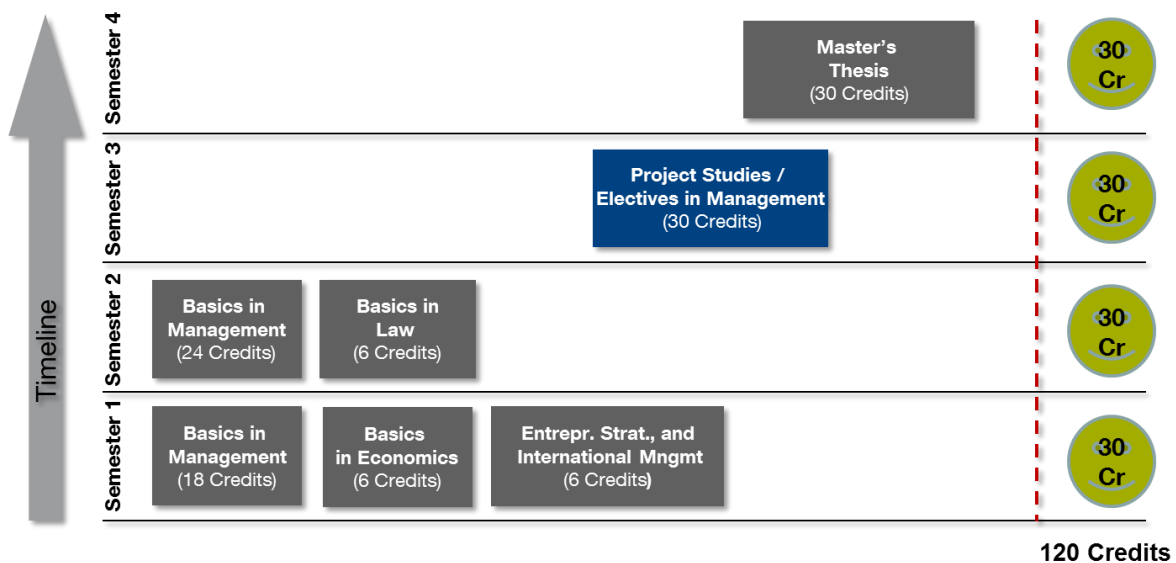 Timeline
Semester 4
Master's
Thesis
(30 Credits)
30
Cr
Semester 3
Project Studies /
Electives in Management
(30 Credits)
30
Cr
Semester 2
Basics in
Management
(24 Credits)
Basics in
Law
(6 Credits)
30
Cr
Semester 1
Basics in
Management
(18 Credits)
Basics
in Economics
(6 Credits)
Entrepr. Strat., and
International Mngmt
(6 Credits)
30
Cr
120 Credits